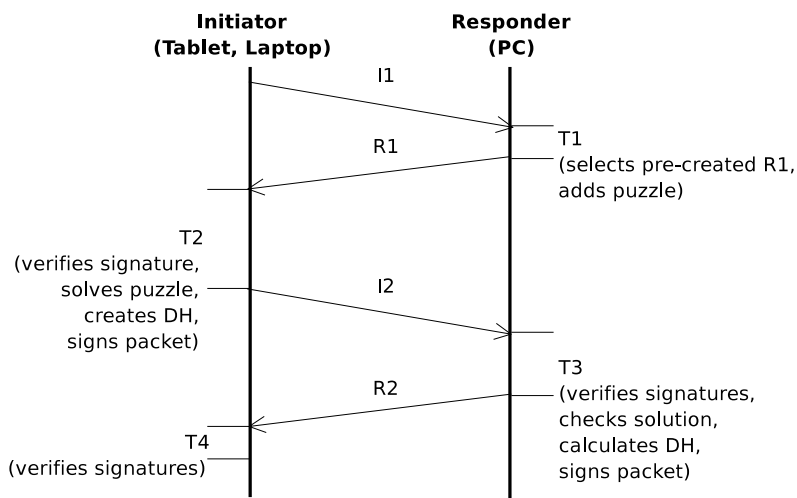 Initiator
(Tablet, Laptop)
Responder
(PC)
I1
R1
T1
(selects pre-created R1,
adds puzzle)
T2
(verifies signature,
solves puzzle,
creates DH,
signs packet)
I2
R2
T3
(verifies signatures,
checks solution,
calculates DH,
signs packet)
T4
(verifies signatures)